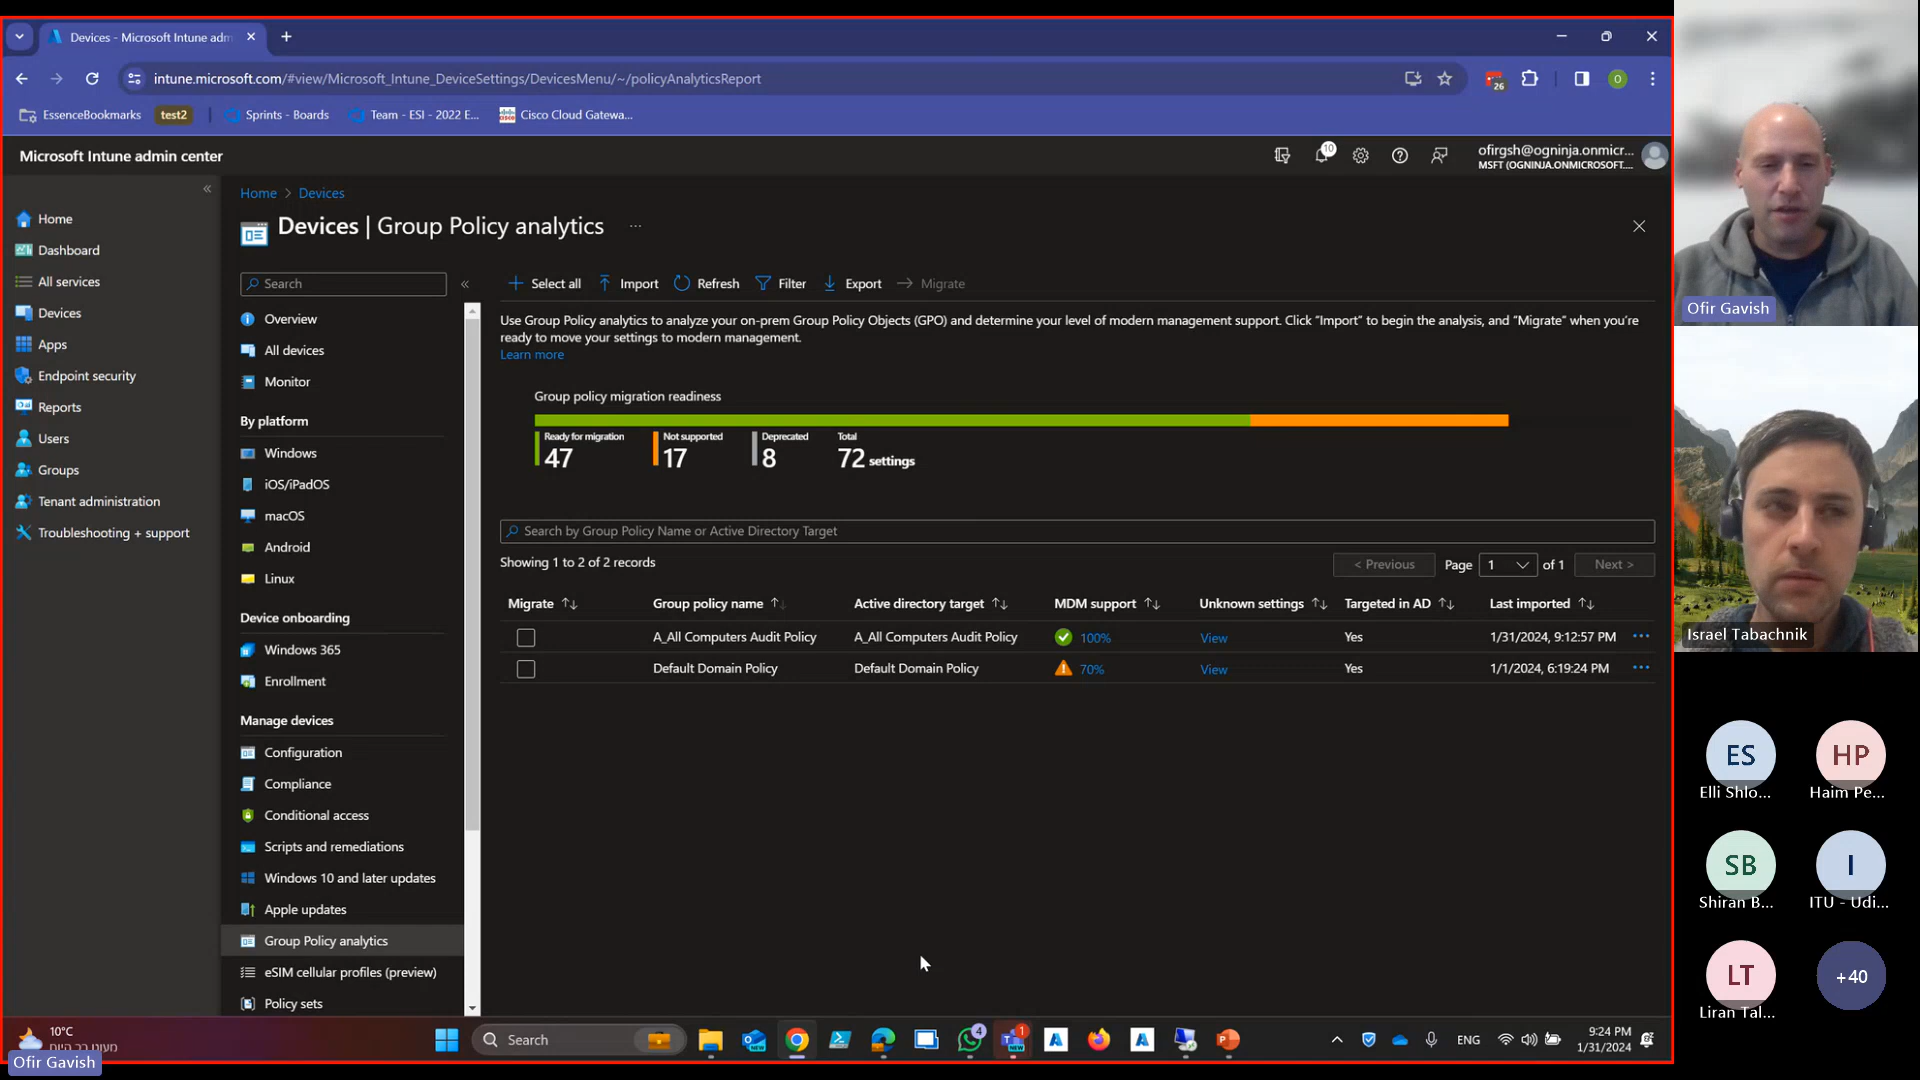 Devices - Microsoft Intune adm
intune.microsoft.com/#view/Microsoft_Intune_DeviceSettings/DevicesMenu/~/policyAnalyticsReport
26
O
EssenceBookmarks
test2
Sprints - Boards
Team - ESI - 2022 E...
Cisco Cloud Gatewa...
Microsoft Intune admin center
10
ofirgsh@ogninja.onmicr...
MSFT (OGNINJA.ONMICROSOFT....
Home
Dashboard
All services
Devices
Apps
Endpoint security
Reports
Users
Groups
Tenant administration
Troubleshooting + support
Home > Devices
Devices | Group Policy analytics ...
Search
Overview
All devices
Monitor
By platform
Windows
iOS/iPadOS
macOS
Android
Linux
Device onboarding
Windows 365
Enrollment
Manage devices
Configuration
Compliance
Conditional access
Scripts and remediations
Windows 10 and later updates
Apple updates
Group Policy analytics
eSIM cellular profiles (preview)
Policy sets
Select all Import Refresh Filter Export Migrate
Use Group Policy analytics to analyze your on-prem Group Policy Objects (GPO) and determine your level of modern management support. Click "Import" to begin the analysis, and "Migrate" when you're
ready to move your settings to modern management.
Learn more
Group policy migration readiness
Ready for migration Not supported Deprecated Total
47 17 8 72 settings
Search by Group Policy Name or Active Directory Target
Showing 1 to 2 of 2 records
< Previous Page 1 of 1 Next >
Migrate Group policy name Active directory target MDM support Unknown settings Targeted in AD Last imported
A_All Computers Audit Policy A_All Computers Audit Policy 100% View Yes 1/31/2024, 9:12:57 PM ...
Default Domain Policy Default Domain Policy 70% View Yes 1/1/2024, 6:19:24 PM ...
10°C
מעונן בר היום
Search
4
1
NEW
NEW
ENG
9:24 PM
1/31/2024
Ofir Gavish
Ofir Gavish
Israel Tabachnik
ES
Elli Shlo...
HP
Haim Pe...
SB
Shiran B...
I
ITU - Udi...
LT
Liran Tal...
+40